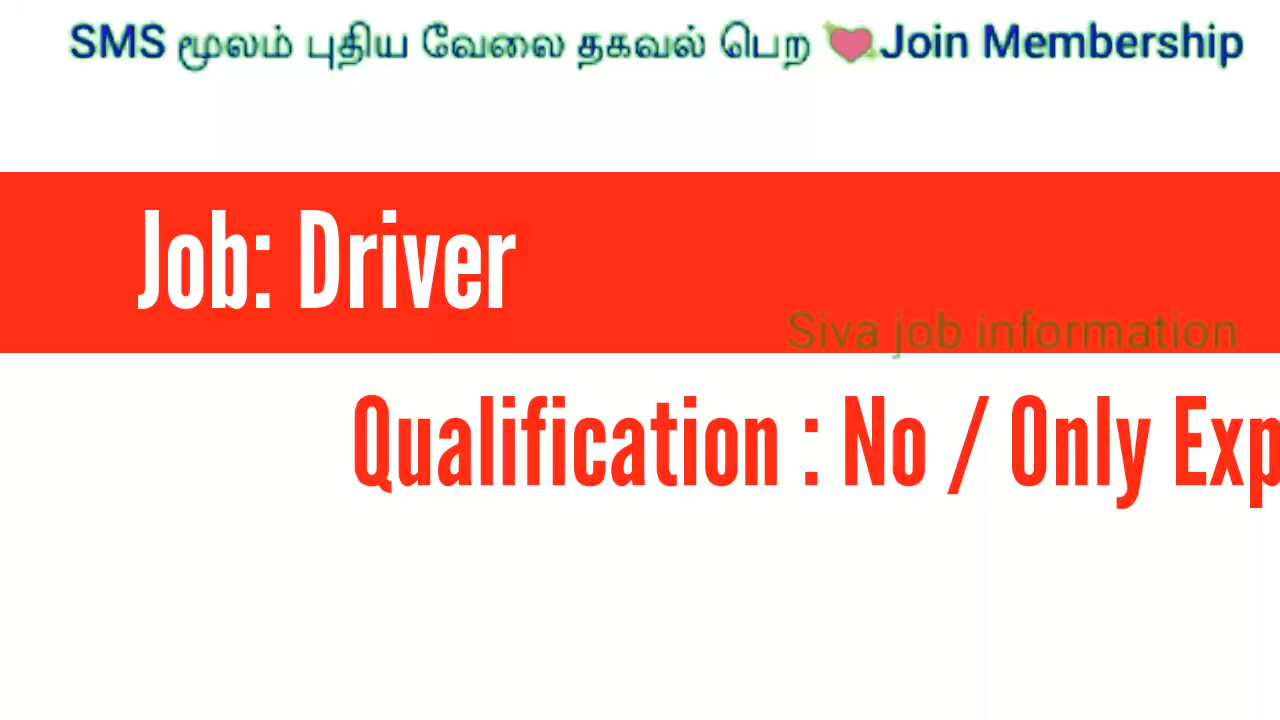 SMS மூலம் புதிய வேலை தகவல் பெற 💘Join Membership
Job: Driver
Siva job information
Qualification : No / Only Exp